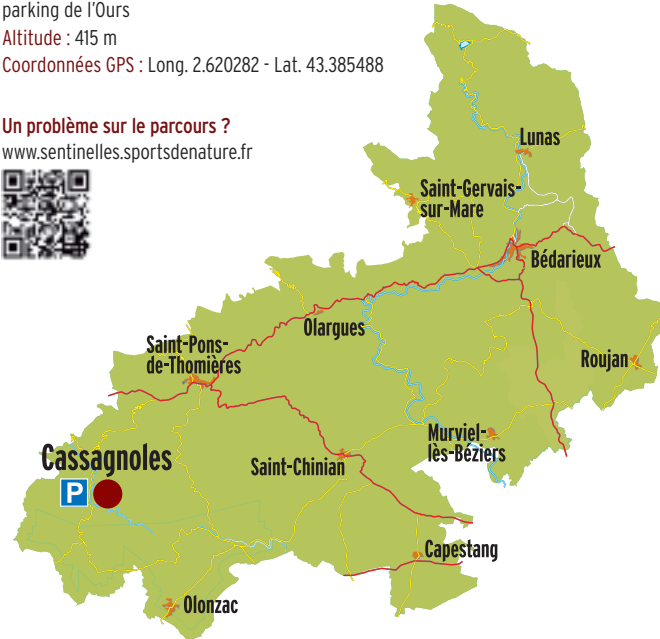 parking de l'Ours
Altitude : 415 m
Coordonnées GPS : Long. 2.620282 - Lat. 43.385488
Un problème sur le parcours ?
www.sentinelles.sportsdenature.fr
Lunas
Saint-Gervais-
sur-Mare
Bédarieux
Olargues
Saint-Pons-
de-Thomières
Roujan
Murviel-
lès-Béziers
Cassagnoles
Saint-Chinian
P
Capestang
Olonzac